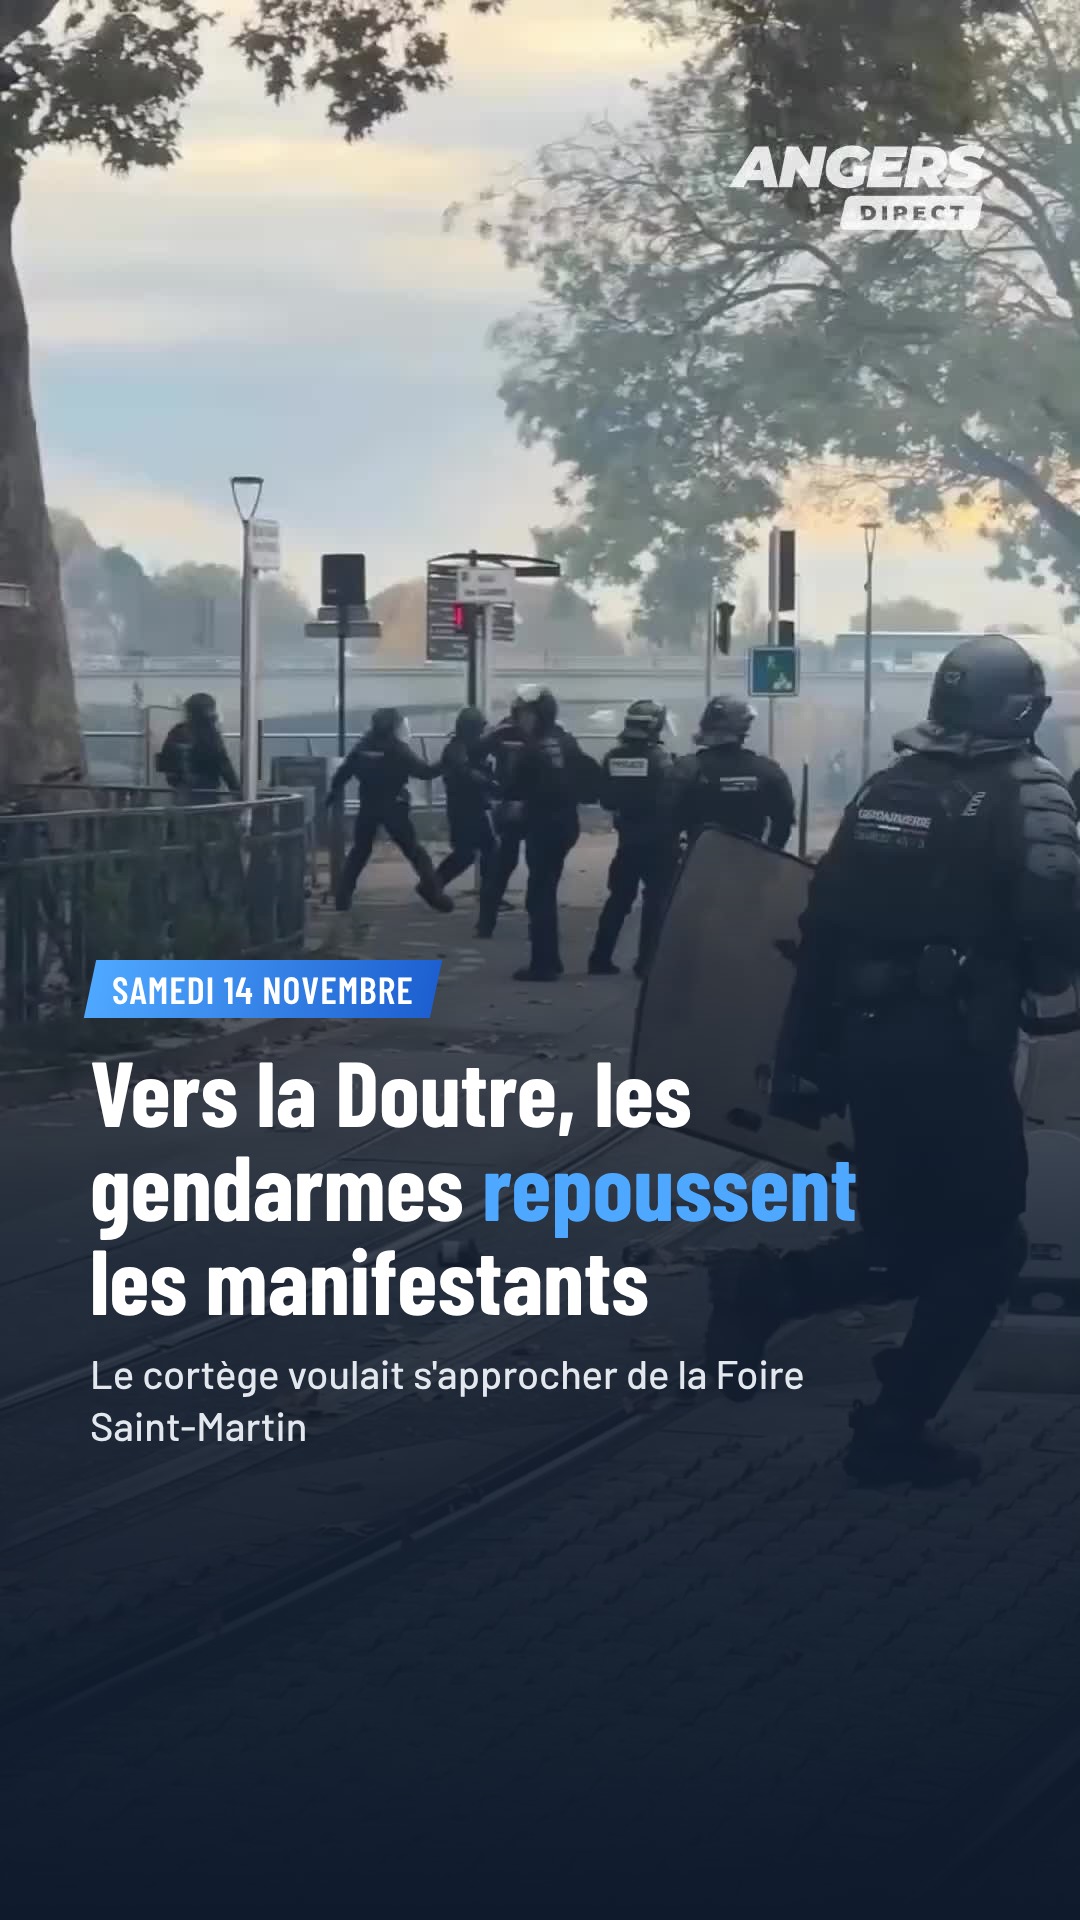 ANGERS
DIRECT
POLICE
GENDARMERIE
SAMEDI 14 NOVEMBRE
Vers la Doutre, les
gendarmes repoussent
les manifestants
Le cortège voulait s'approcher de la Foire
Saint-Martin